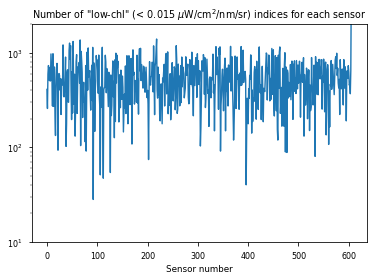 Number of "low-chl" (< 0.015 μW/cm²/nm/sr) indices for each sensor
10³
10²
10¹
0 100 200 300 400 500 600
Sensor number